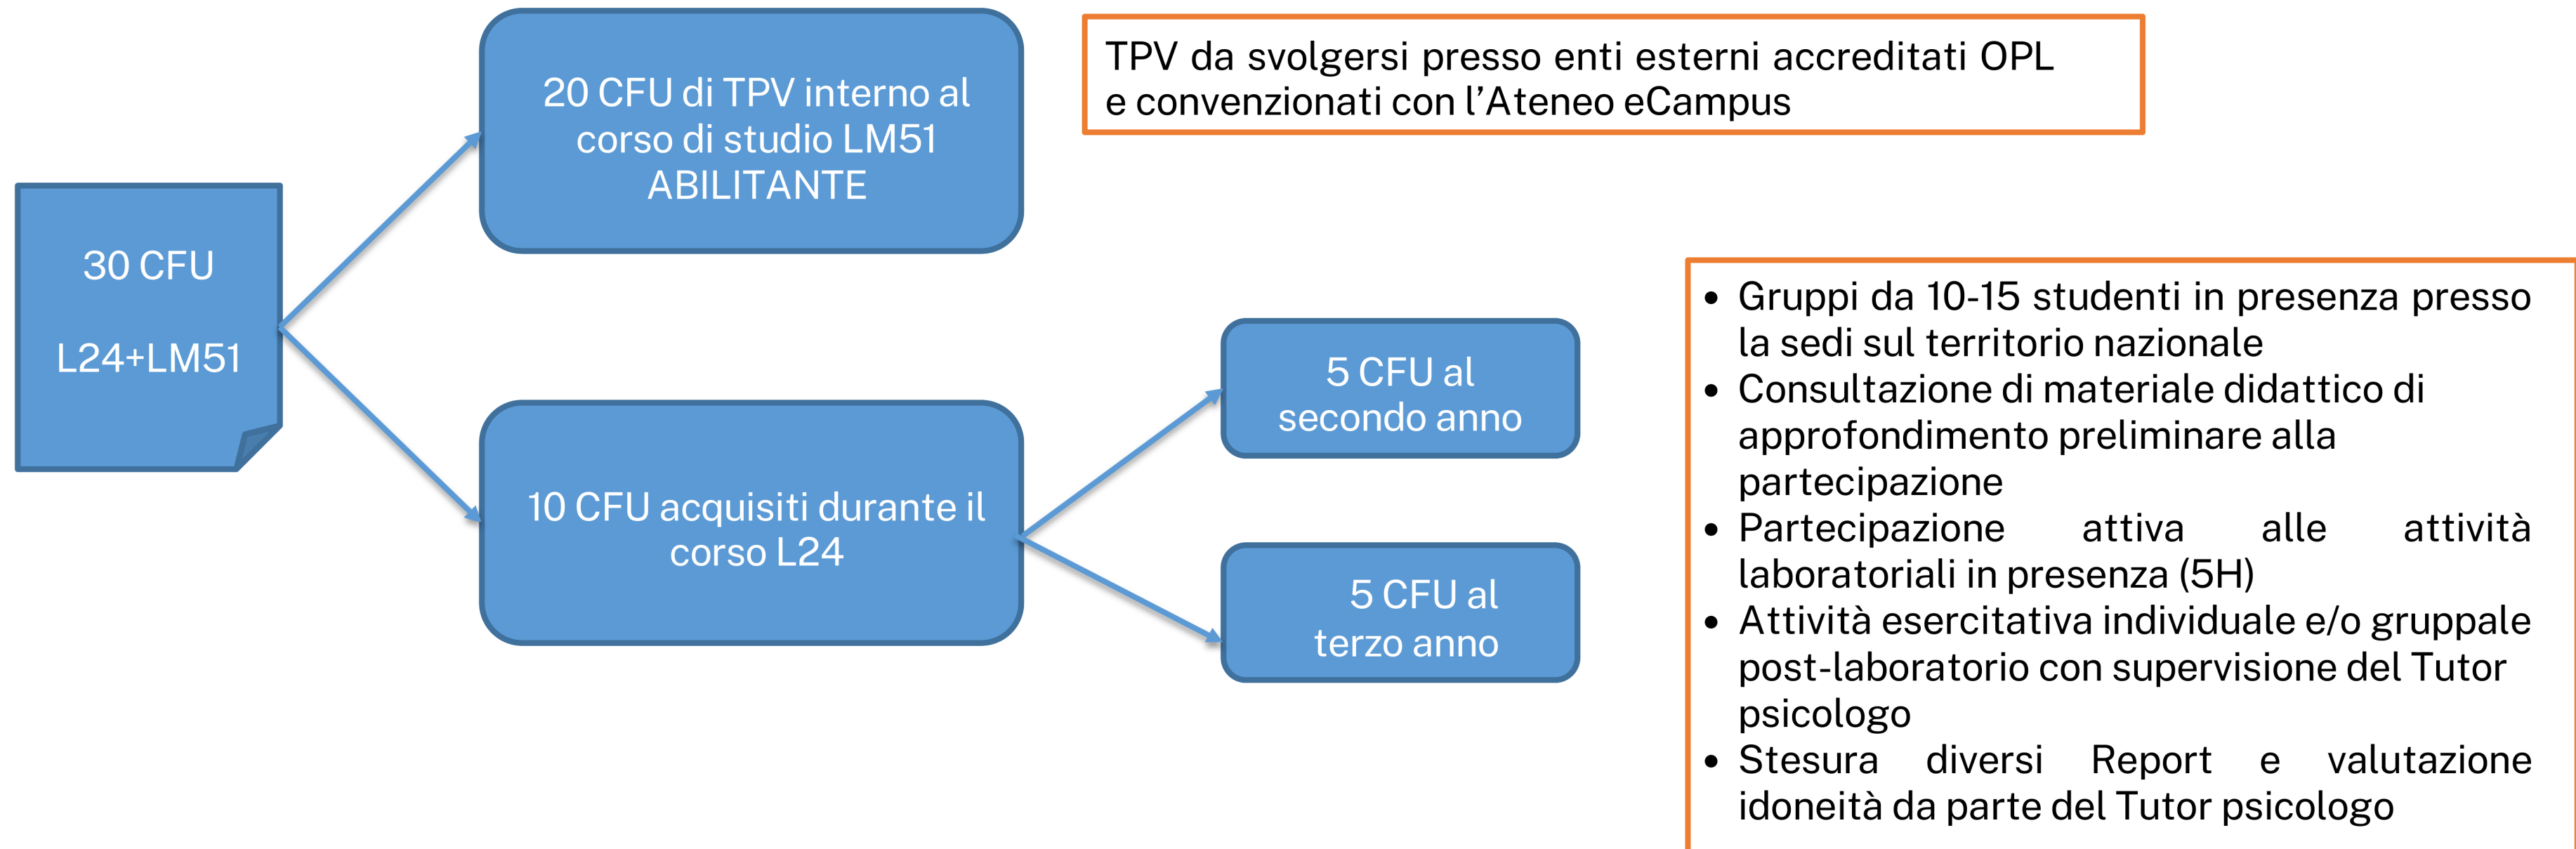 30 CFU
L24+LM51
20 CFU di TPV interno al
corso di studio LM51
ABILITANTE
TPV da svolgersi presso enti esterni accreditati OPL
e convenzionati con l’Ateneo eCampus
10 CFU acquisiti durante il
corso L24
5 CFU al
secondo anno
5 CFU al
terzo anno
• Gruppi da 10-15 studenti in presenza presso
la sedi sul territorio nazionale
• Consultazione di materiale didattico di
approfondimento preliminare alla
partecipazione
• Partecipazione attiva alle attività
laboratoriali in presenza (5H)
• Attività esercitativa individuale e/o gruppale
post-laboratorio con supervisione del Tutor
psicologo
• Stesura diversi Report e valutazione
idoneità da parte del Tutor psicologo